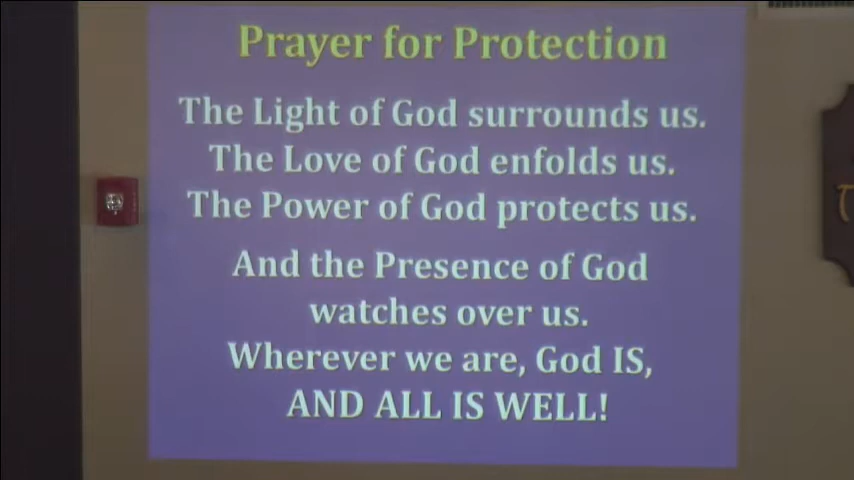 Prayer for Protection
The Light of God surrounds us.
The Love of God enfolds us.
The Power of God protects us.
And the Presence of God
watches over us.
Wherever we are, God IS,
AND ALL IS WELL!